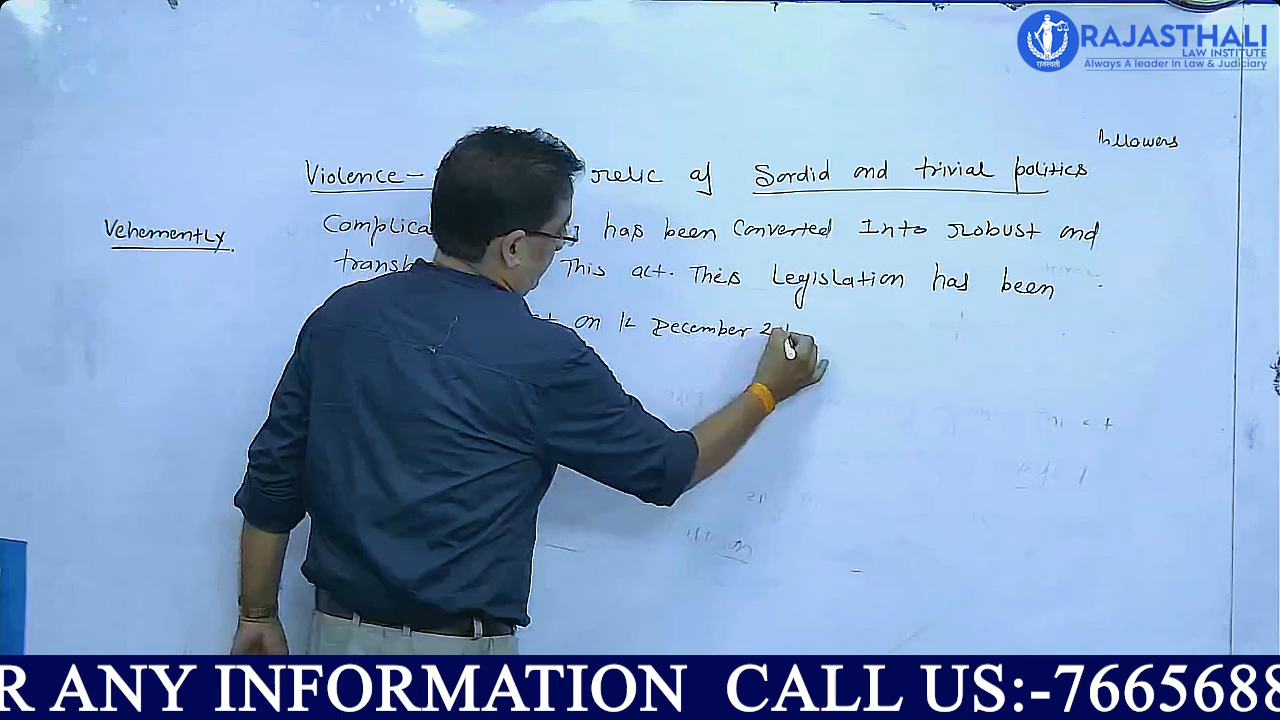 RAJASTHALI
LAW INSTITUTE
Always A leader In Law & Judiciary
राजस्थली
followers
Violence- relic of Sordid and trivial politics
Vehemently
Complica has been Converted Into Robust and
This act. This Legislation has been
on 12 December 2
R ANY INFORMATION CALL US:-7665688